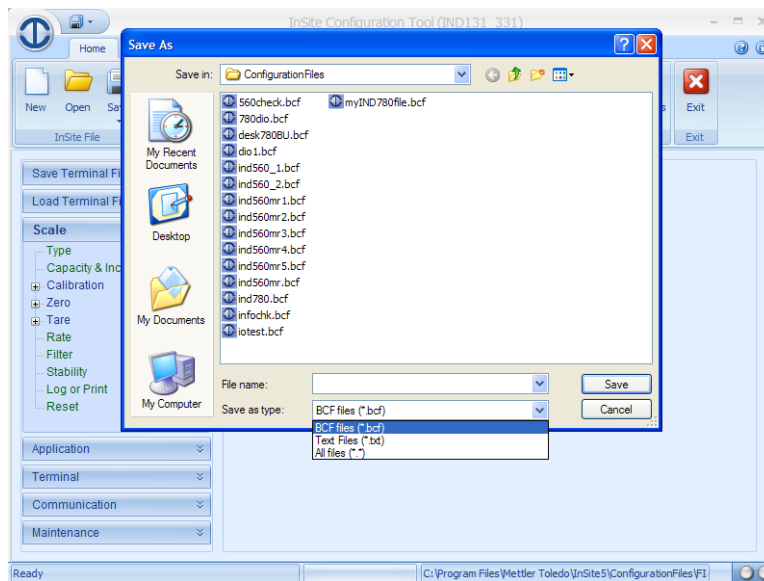 InSite Configuration Tool (IND131_331)
Home
Save As
Save in:
ConfigurationFiles
New
Open
Exit
InSite File
Exit
Save Terminal Fi
Load Terminal Fi
Scale
Type
Capacity & Inc
Calibration
Zero
Tare
Rate
Filter
Stability
Log or Print
Reset
Application
Terminal
Communication
Maintenance
My Recent
Documents
Desktop
My Documents
My Computer
560check.bcf
780dio.bcf
desk780BU.bcf
dio1.bcf
ind560_1.bcf
ind560_2.bcf
ind560mr1.bcf
ind560mr2.bcf
ind560mr3.bcf
ind560mr4.bcf
ind560mr5.bcf
ind560mr.bcf
ind780.bcf
infochk.bcf
iotest.bcf
myIND780file.bcf
File name:
Save
Save as type:
BCF files (*.bcf)
Cancel
BCF files (*.bcf)
Text Files (*.txt)
All files (*.*)
Ready
C:\Program Files\Mettler Toledo\InSite5\ConfigurationFiles\FI